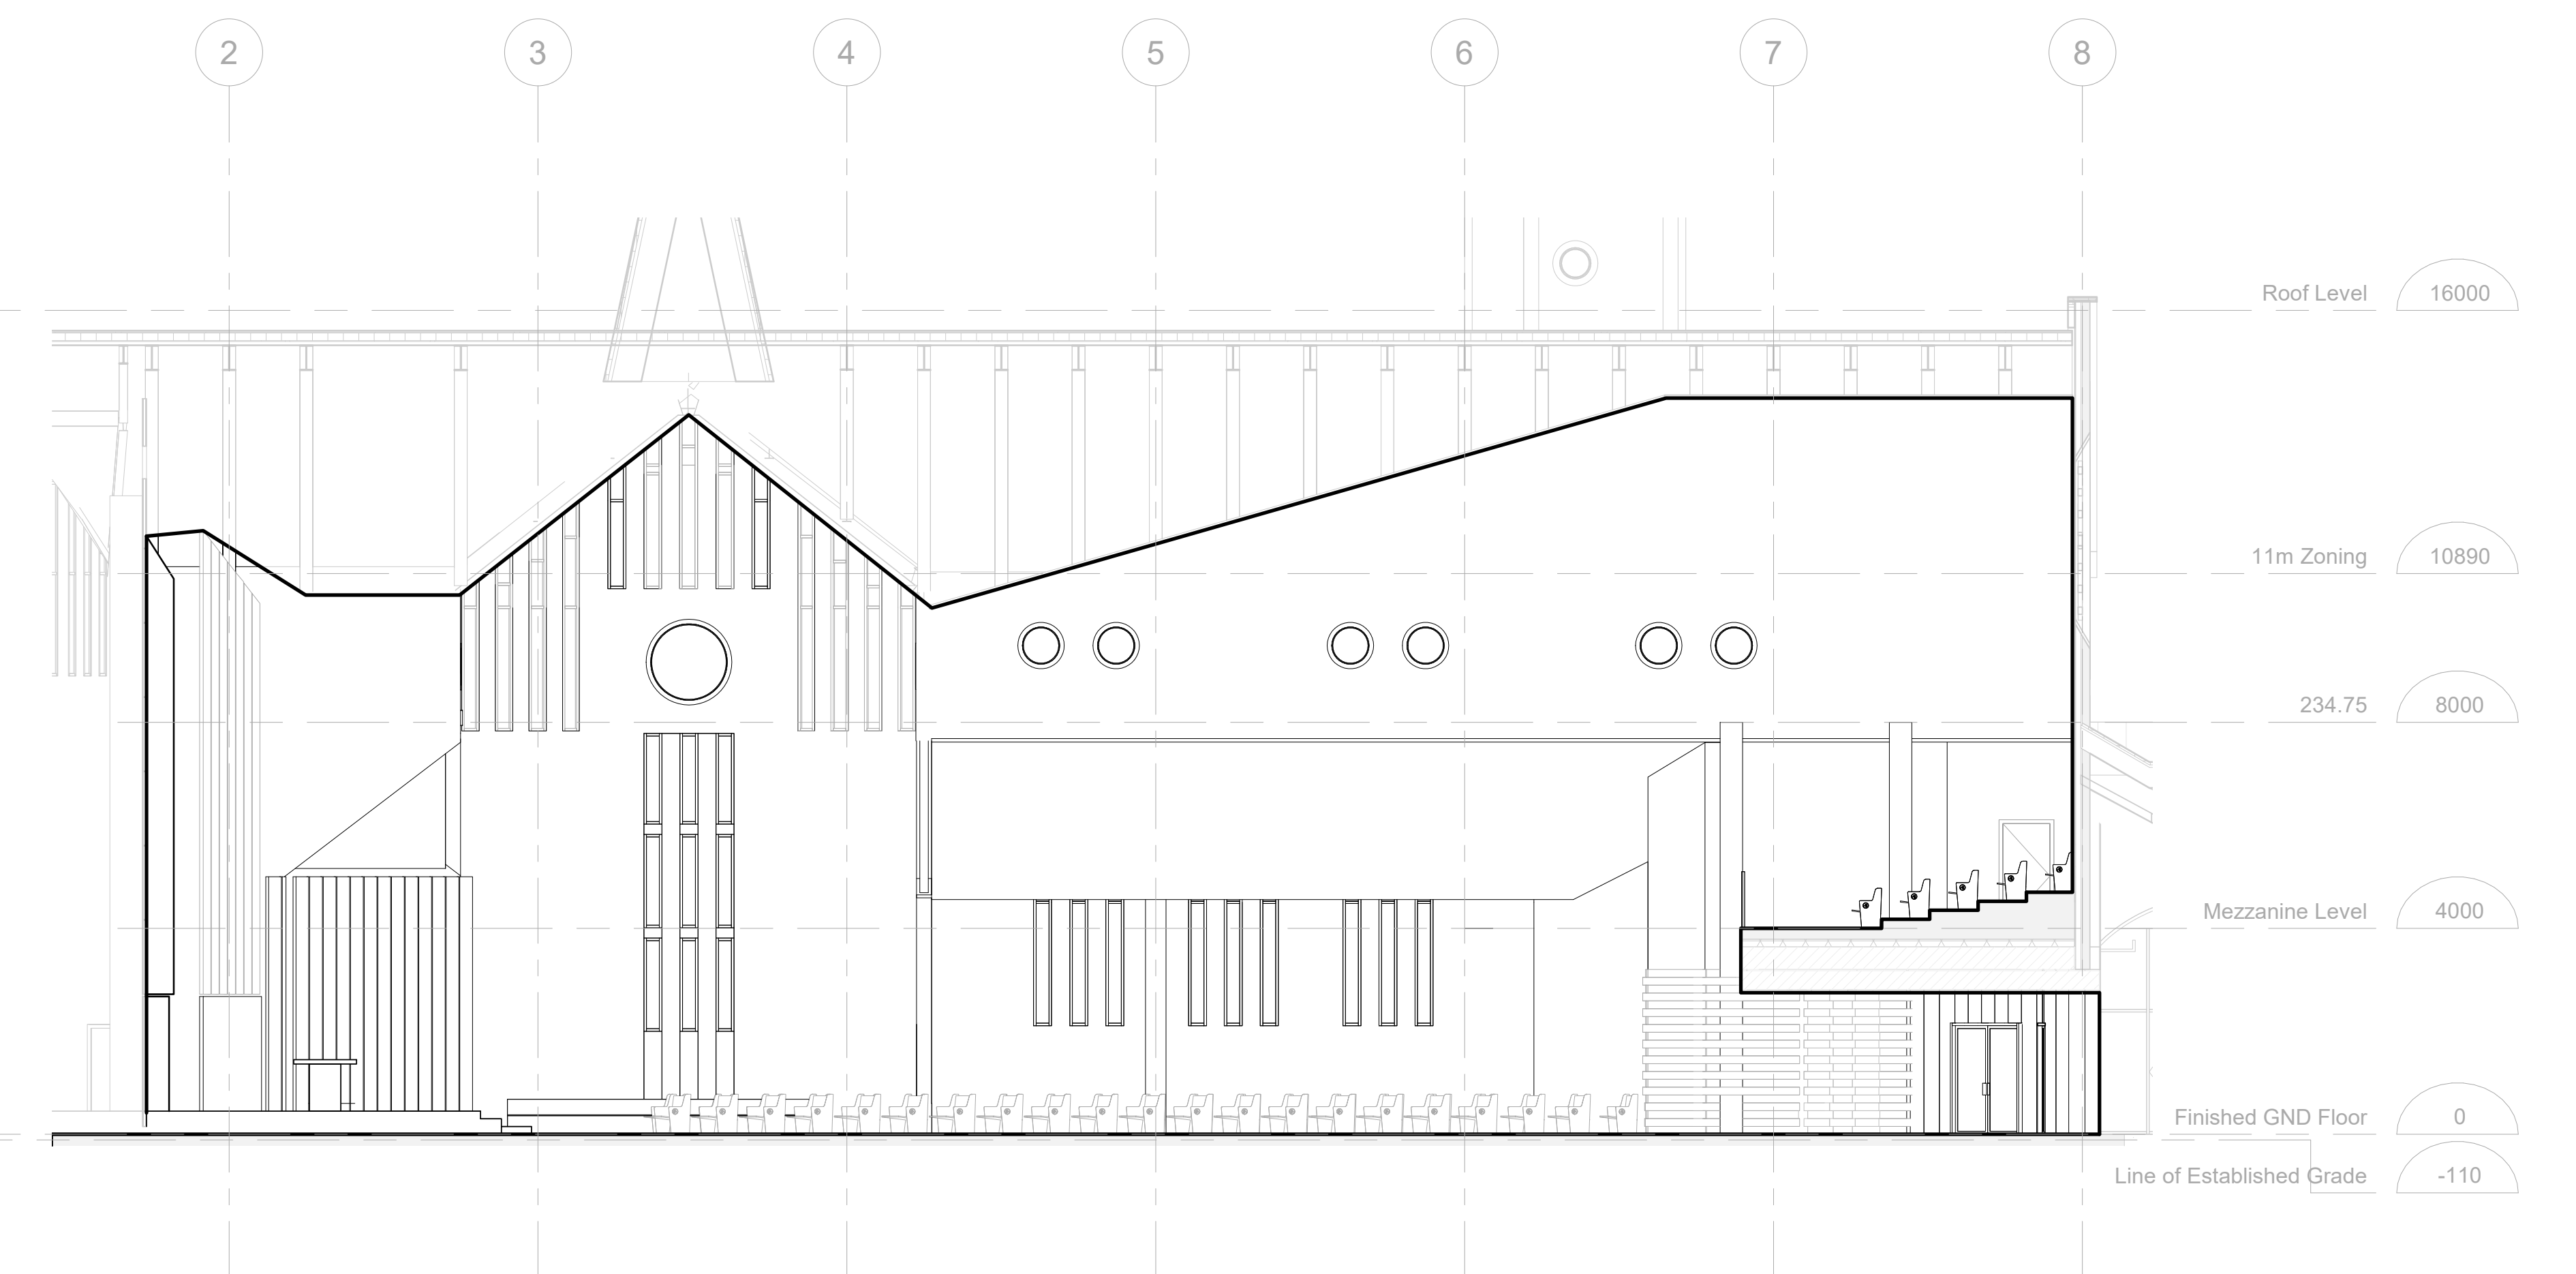 2 3 4 5 6 7 8
Roof Level 16000
11m Zoning 10890
234.75 8000
Mezzanine Level 4000
Finished GND Floor 0
Line of Established Grade -110